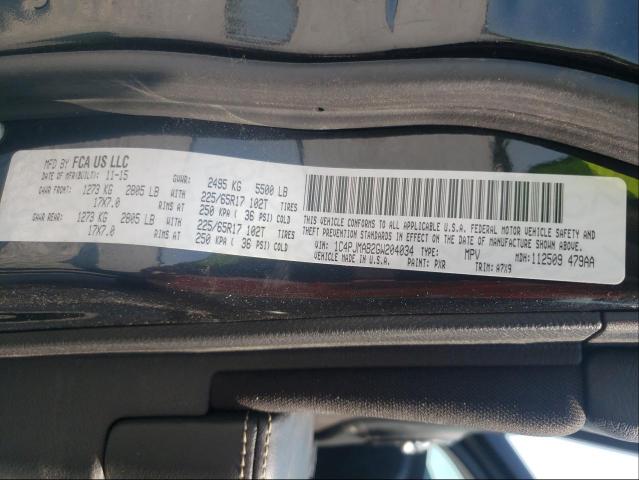 MFD BY FCA US LLC
DATE OF MFR(BUILT): 11-15 GVWR: 2495 KG 5500 LB
GAWR FRONT: 1273 KG 2805 LB WITH 225/65R17 102T TIRES
17X7.0 RIMS AT 250 KPA ( 36 PSI) COLD
GAWR REAR: 1273 KG 2805 LB WITH 225/65R17 102T TIRES
17X7.0 RIMS AT 250 KPA ( 36 PSI) COLD
THIS VEHICLE CONFORMS TO ALL APPLICABLE U.S.A. FEDERAL MOTOR VEHICLE SAFETY AND
THEFT PREVENTION STANDARDS IN EFFECT ON THE DATE OF MANUFACTURE SHOWN ABOVE.
VIN: 1C4PJMAB2GW204034 TYPE: MPV MDH: 112509 479AA
VEHICLE MADE IN U.S.A. PAINT: PXR TRIM: A7X9